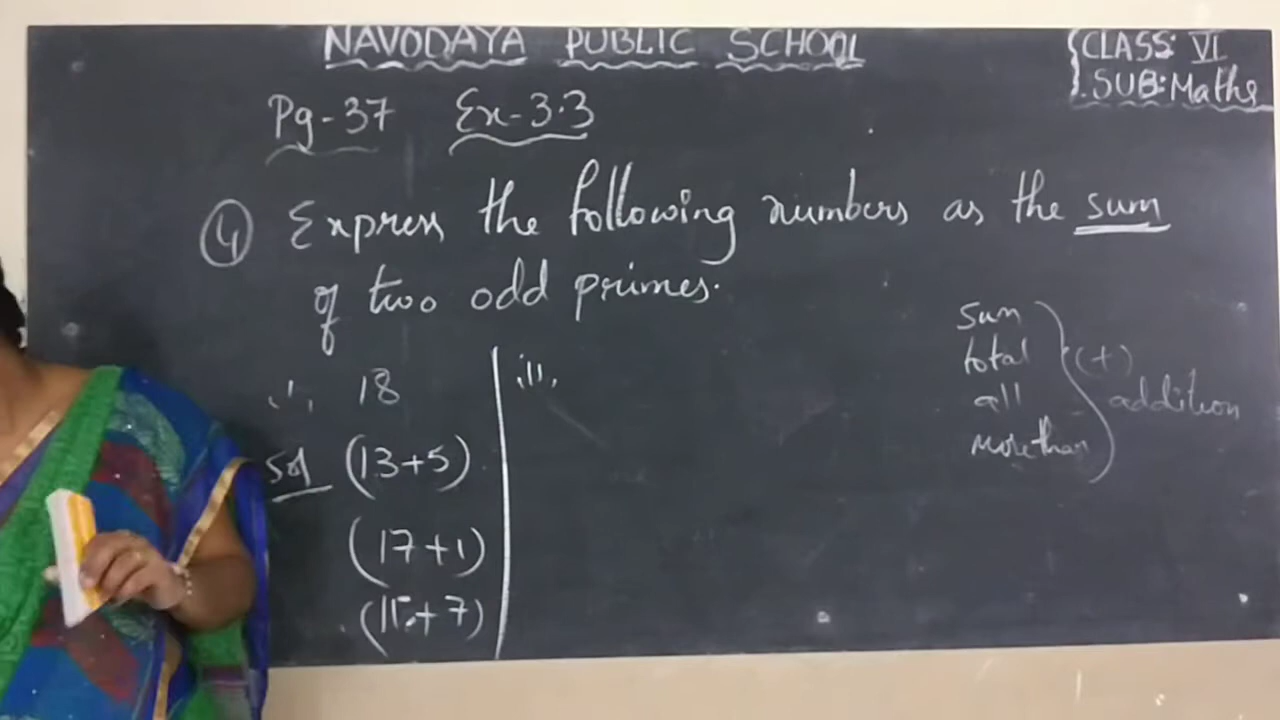 NAVODAYA PUBLIC SCHOOL
CLASS: VI
SUB: Maths
Pg-37 Ex-3.3
4 Express the following numbers as the sum
of two odd primes.
i, 18
Sol (13+5)
(17+1)
(11+7)
ii,
sum
total
all
more than
(+)
addition